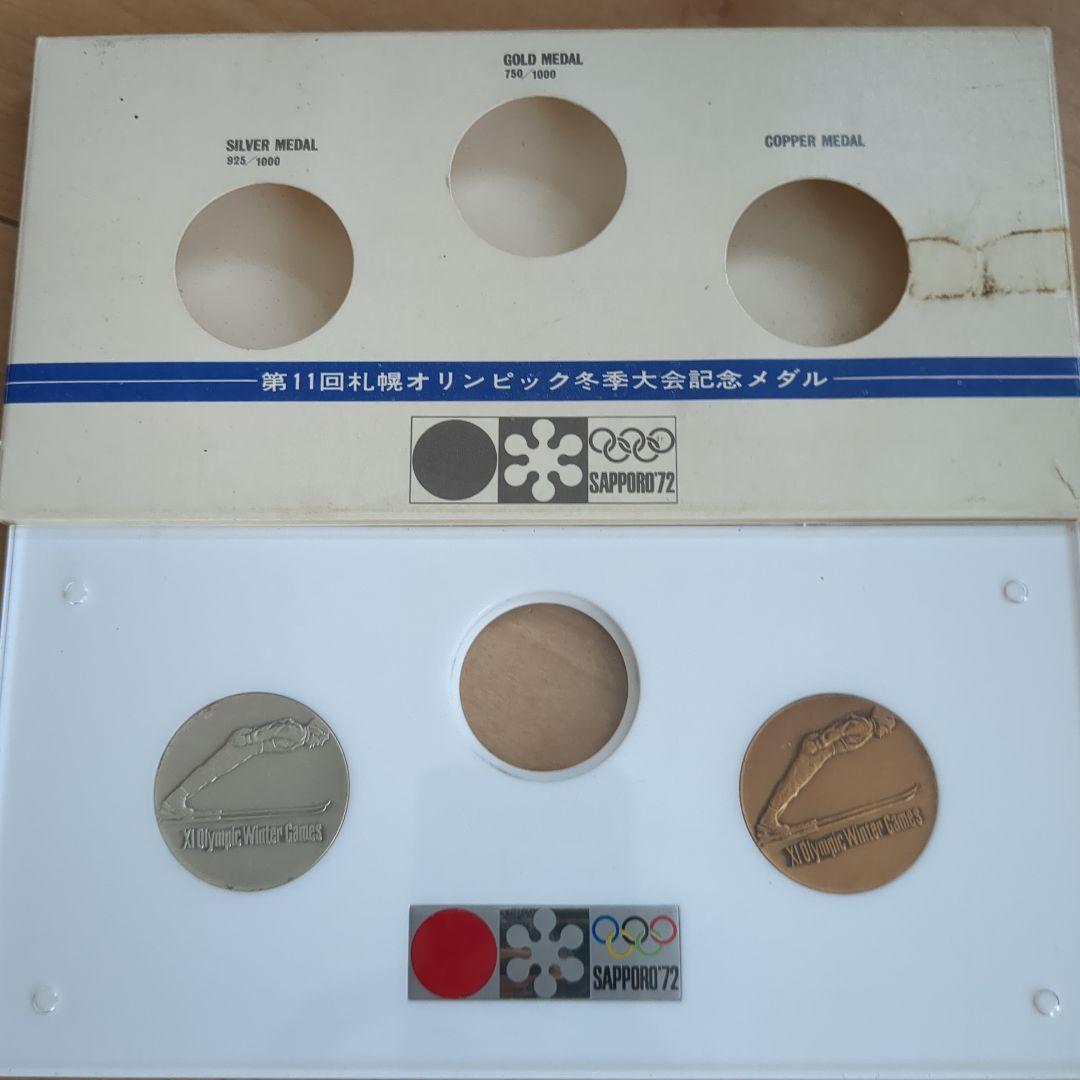 GOLD MEDAL
750/1000
SILVER MEDAL
925/1000
COPPER MEDAL
第11回札幌オリンピック冬季大会記念メダル
SAPPORO'72
XI Olympic Winter Games
XI Olympic Winter Games
SAPPORO'72